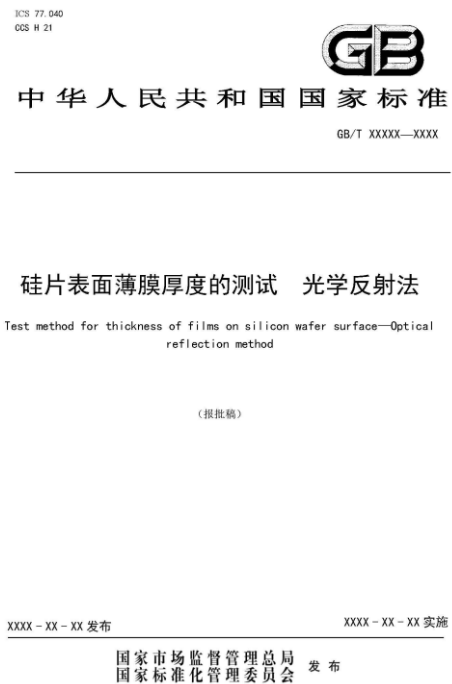 ICS 77.040
CCS H 21
GB
中华人民共和国国家标准
GB/T XXXXX—XXXX
硅片表面薄膜厚度的测试 光学反射法
Test method for thickness of films on silicon wafer surface—Optical
reflection method
（报批稿）
XXXX-XX-XX 发布
XXXX-XX-XX 实施
国家市场监督管理总局
国家标准化管理委员会
发布